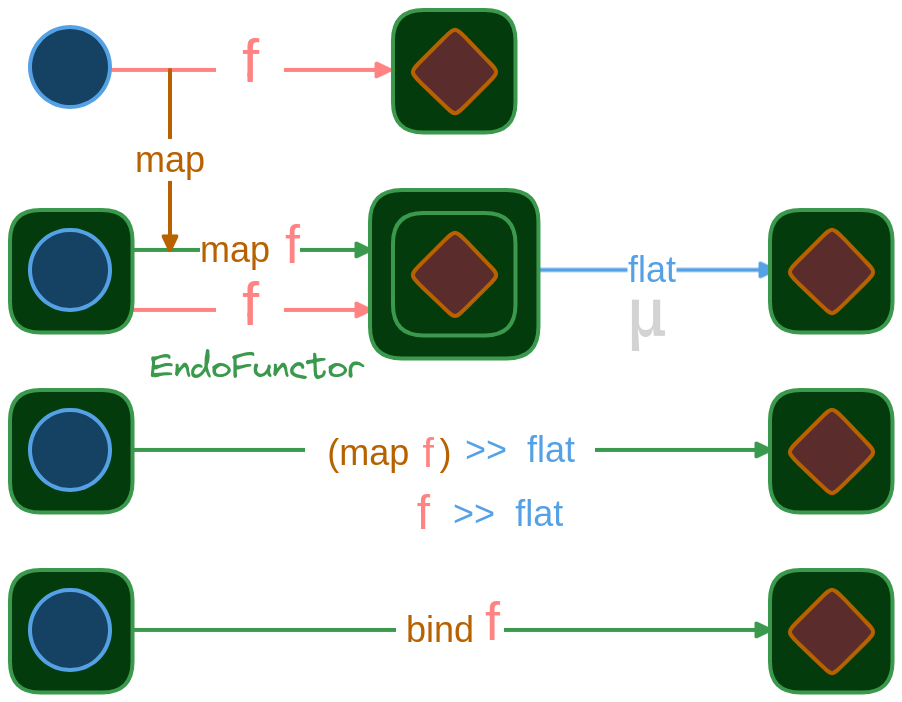 f
map
map f
flat
f
μ
EndoFunctor
(map f) >> flat
f >> flat
bind f